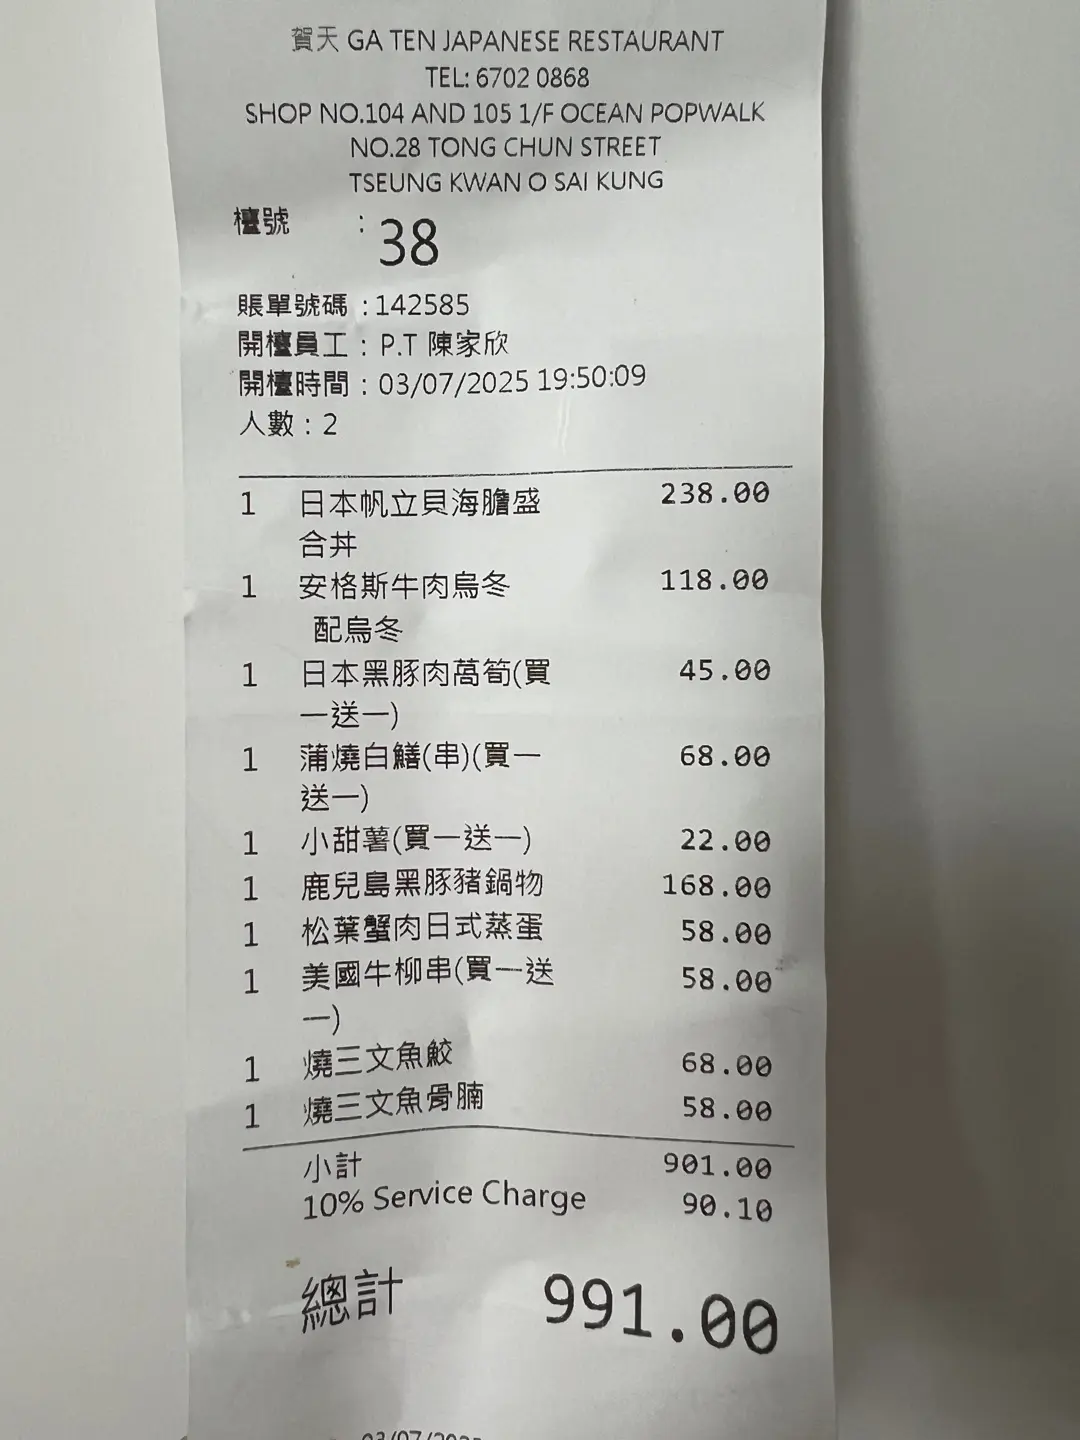 賀天 GA TEN JAPANESE RESTAURANT
TEL: 6702 0868
SHOP NO.104 AND 105 1/F OCEAN POPWALK
NO.28 TONG CHUN STREET
TSEUNG KWAN O SAI KUNG
檯號 : 38
賬單號碼 : 142585
開檯員工 : P.T 陳家欣
開檯時間 : 03/07/2025 19:50:09
人數 : 2
1 日本帆立貝海膽盛 238.00
合丼
1 安格斯牛肉烏冬 118.00
配烏冬
1 日本黑豚肉萵筍(買 45.00
一送一)
1 蒲燒白鱔(串)(買一 68.00
送一)
1 小甜薯(買一送一) 22.00
1 鹿兒島黑豚豬鍋物 168.00
1 松葉蟹肉日式蒸蛋 58.00
1 美國牛柳串(買一送 58.00
一)
1 燒三文魚鮫 68.00
1 燒三文魚骨腩 58.00
小計 901.00
10% Service Charge 90.10
總計 991.00